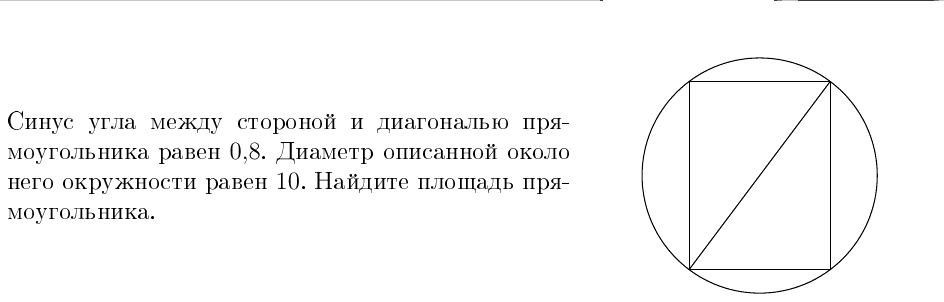 Синус угла между стороной и диагональю пря-
моугольника равен 0,8. Диаметр описанной около
него окружности равен 10. Найдите площадь пря-
моугольника.